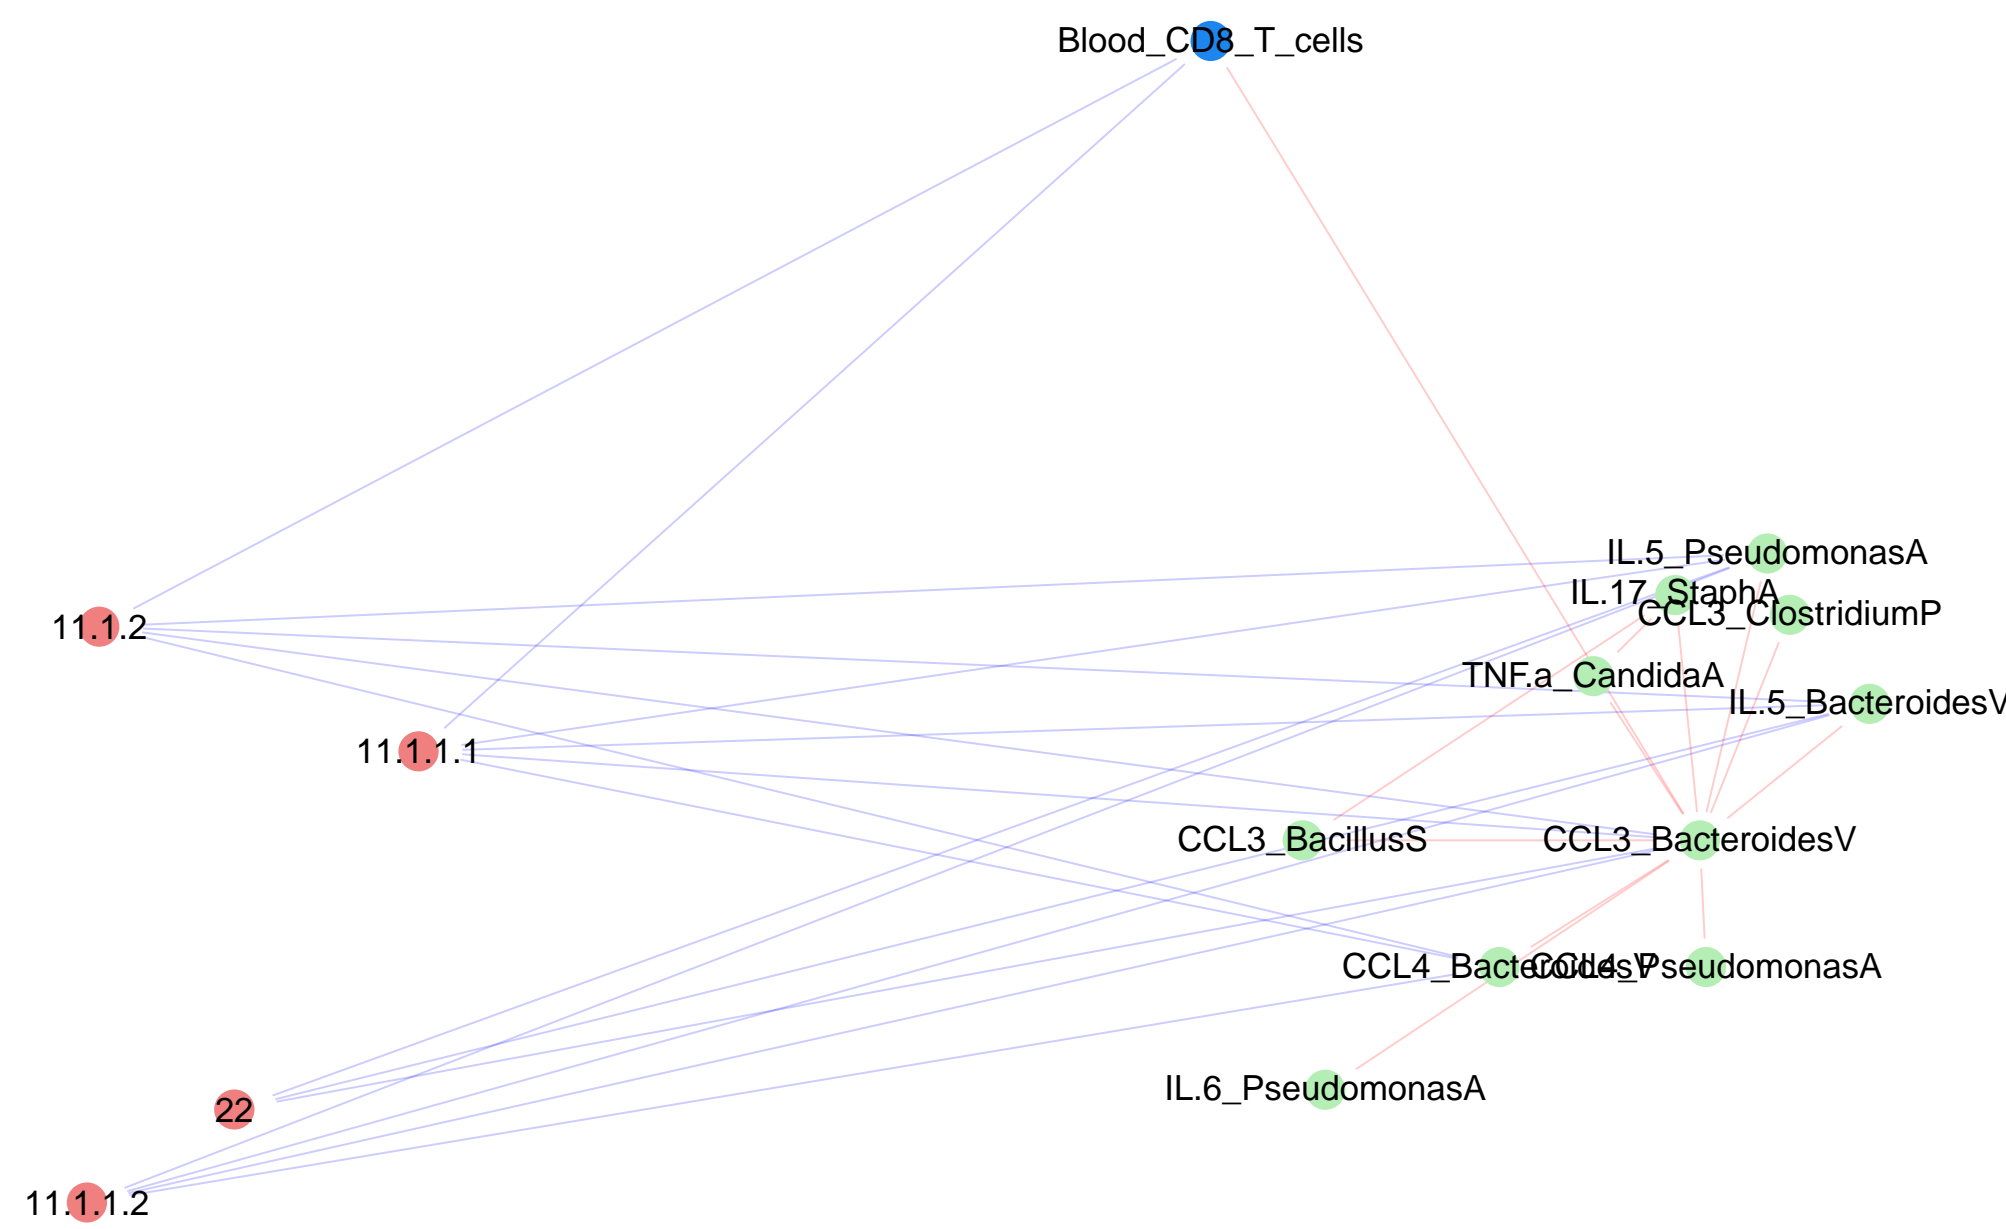 Blood_CD8_T_cells
IL.5_PseudomonasA
IL.17_StaphA
CCL3_ClostridiumP
11.1.2
TNF.a_CandidaA
IL.5_BacteroidesV
11.1.1.1
CCL3_BacillusS
CCL3_BacteroidesV
CCL4_BacteroidesV
CCL4_PseudomonasA
IL.6_PseudomonasA
22
11.1.1.2